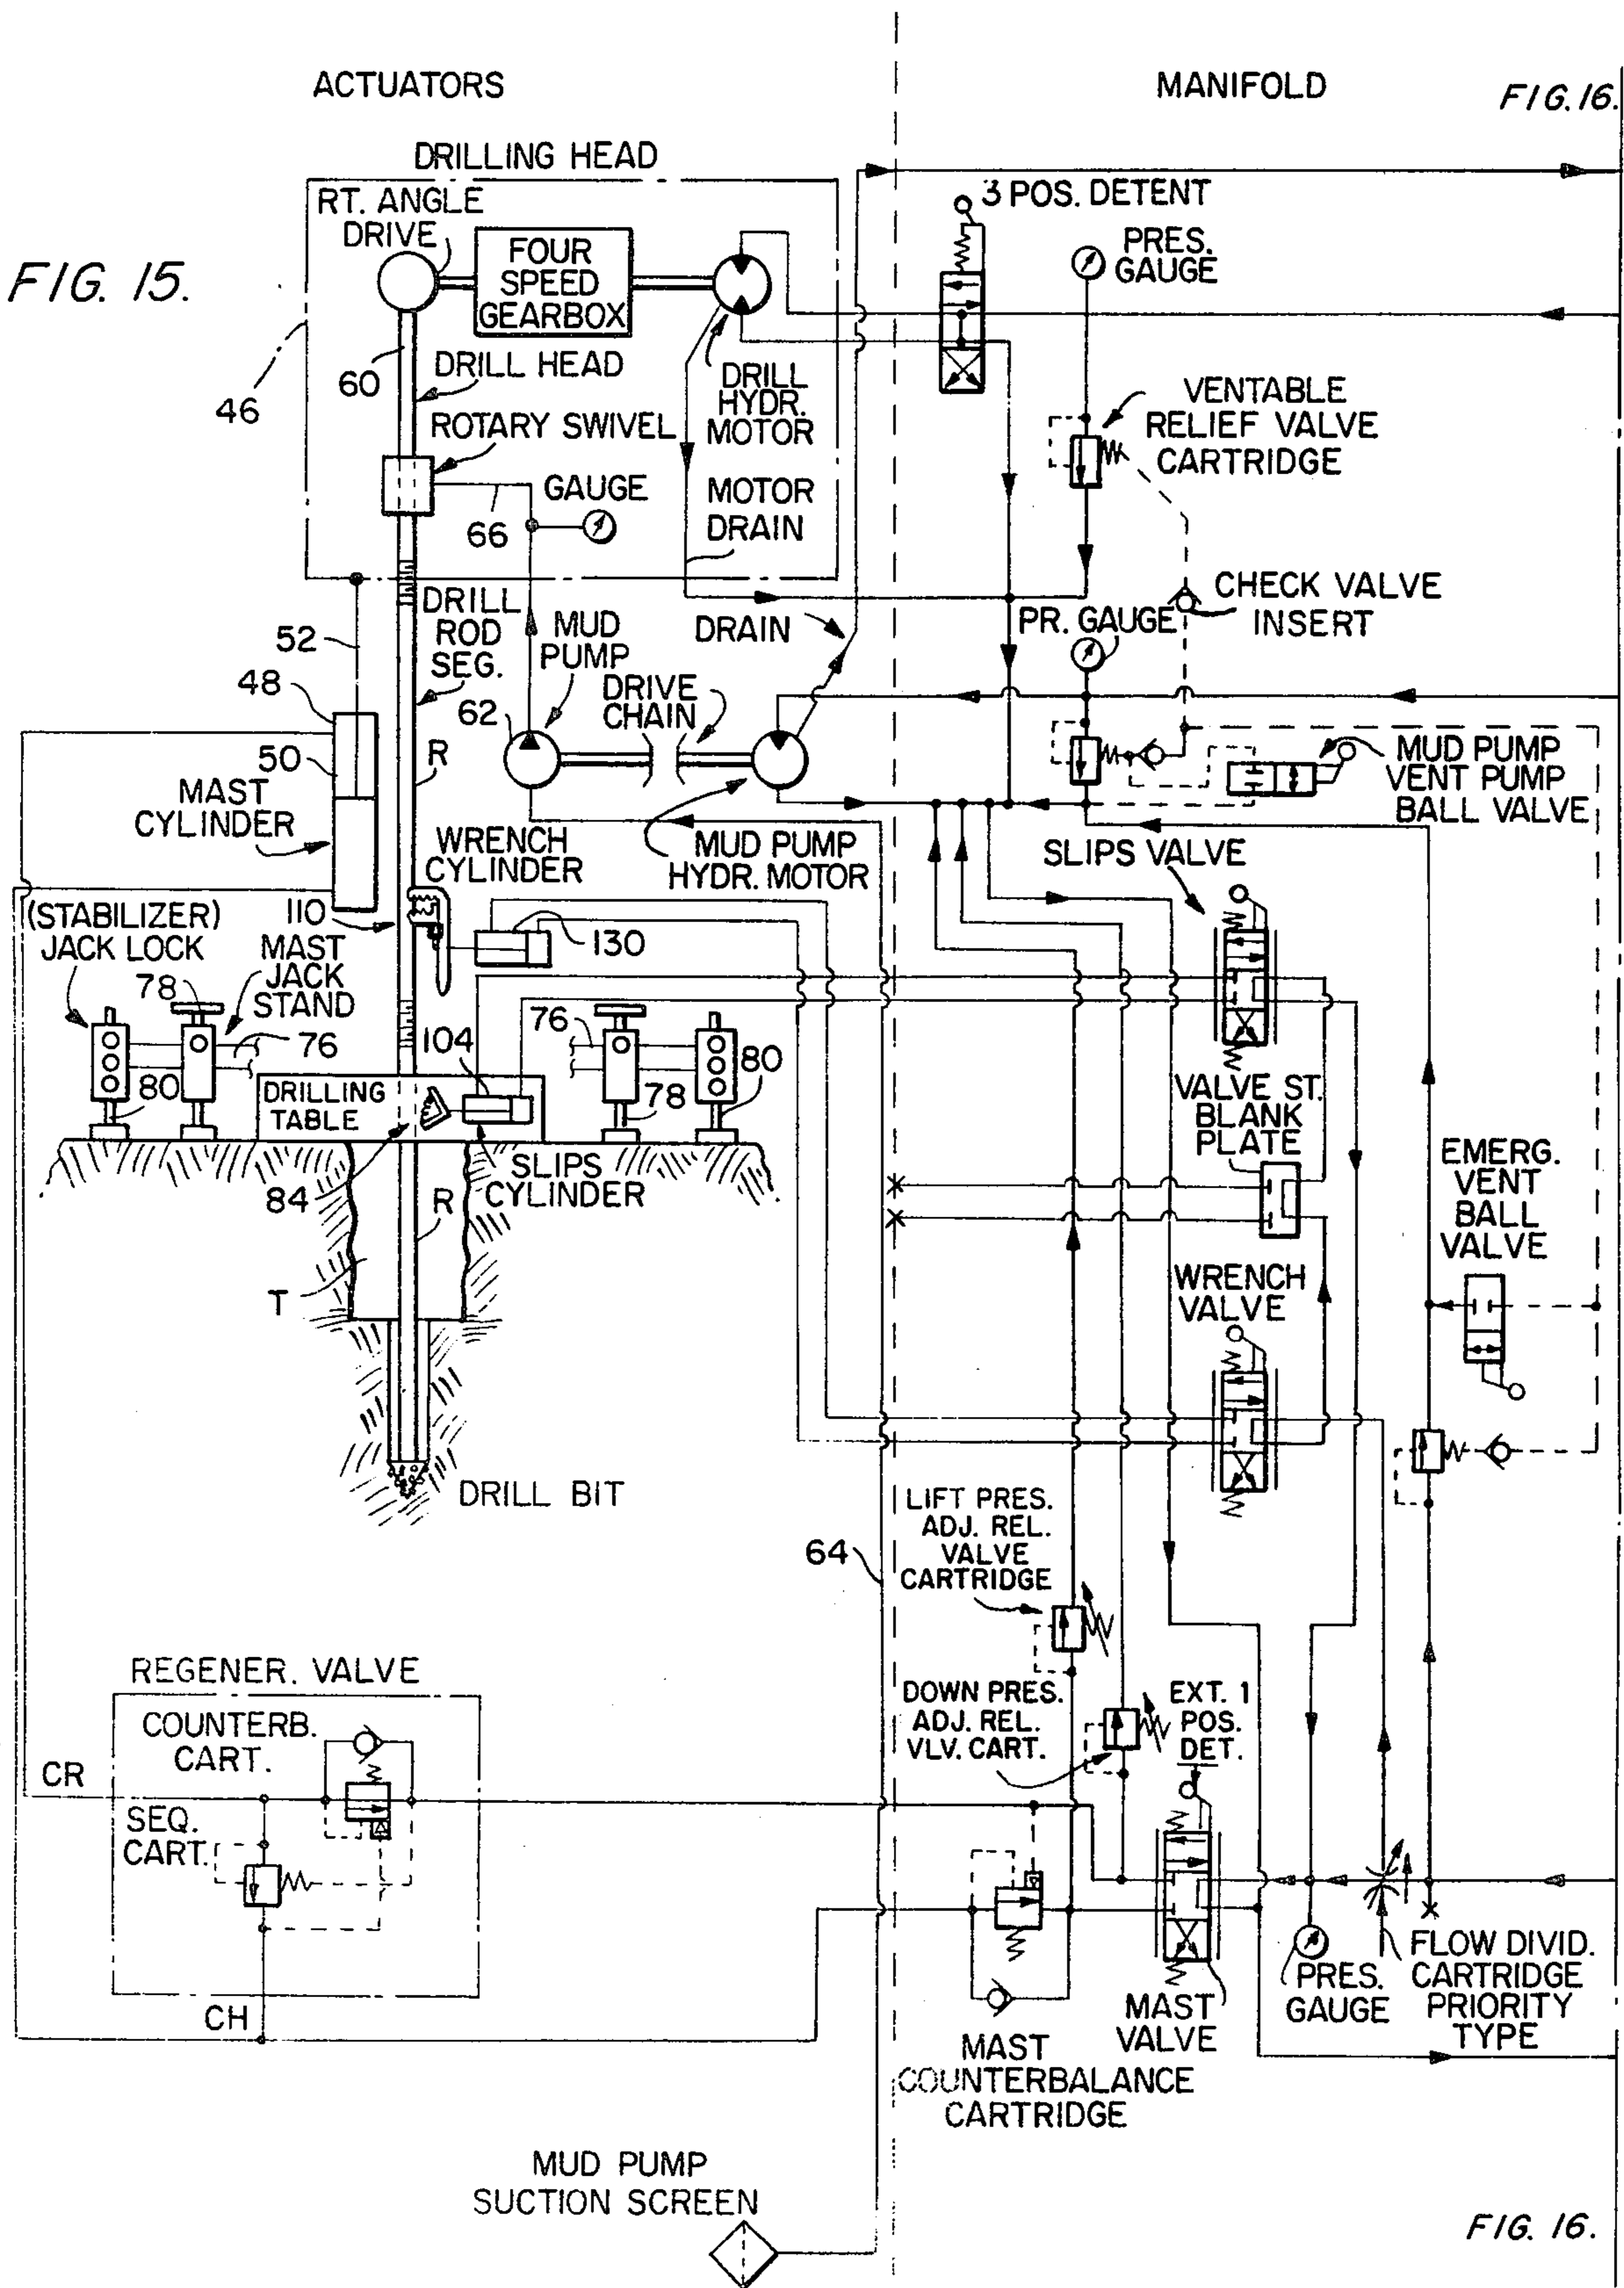 ACTUATORS
MANIFOLD
FIG. 16.
DRILLING HEAD
RT. ANGLE
DRIVE
FOUR
SPEED
GEARBOX
3 POS. DETENT
PRES.
GAUGE
FIG. 15.
60
DRILL HEAD
46
DRILL
HYDR.
MOTOR
ROTARY SWIVEL
VENTABLE
RELIEF VALVE
CARTRIDGE
GAUGE
66
MOTOR
DRAIN
CHECK VALVE
INSERT
52
DRILL
ROD
SEG.
MUD
PUMP
DRAIN
PR. GAUGE
48
62
DRIVE
CHAIN
50
R
MAST
CYLINDER
MUD PUMP
VENT PUMP
BALL VALVE
WRENCH
CYLINDER
MUD PUMP
HYDR. MOTOR
SLIPS VALVE
(STABILIZER)
JACK LOCK
110
MAST
JACK
STAND
130
78
76
104
76
80
DRILLING
TABLE
78
80
VALVE ST.
BLANK
PLATE
84
R
SLIPS
CYLINDER
EMERG.
VENT
BALL
VALVE
T
WRENCH
VALVE
DRILL BIT
LIFT PRES.
ADJ. REL.
VALVE
CARTRIDGE
64
REGENER. VALVE
COUNTERB.
CART.
DOWN PRES.
ADJ. REL.
VLV. CART.
EXT. 1
POS.
DET.
CR
SEQ.
CART.
CH
MAST
COUNTERBALANCE
CARTRIDGE
MAST
VALVE
PRES.
GAUGE
FLOW DIVID.
CARTRIDGE
PRIORITY
TYPE
MUD PUMP
SUCTION SCREEN
FIG. 16.